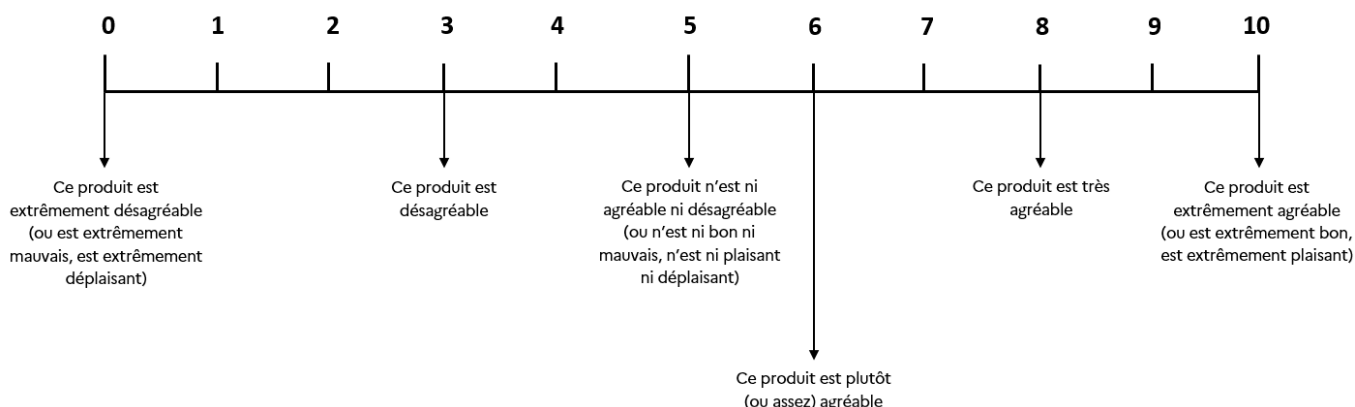 0 1 2 3 4 5 6 7 8 9 10
Ce produit est
extrêmement désagréable
(ou est extrêmement
mauvais, est extrêmement
déplaisant)
Ce produit est
désagréable
Ce produit n'est ni
agréable ni désagréable
(ou n'est ni bon ni
mauvais, n'est ni plaisant
ni déplaisant)
Ce produit est plutôt
(ou assez) agréable
Ce produit est très
agréable
Ce produit est
extrêmement agréable
(ou est extrêmement bon,
est extrêmement plaisant)